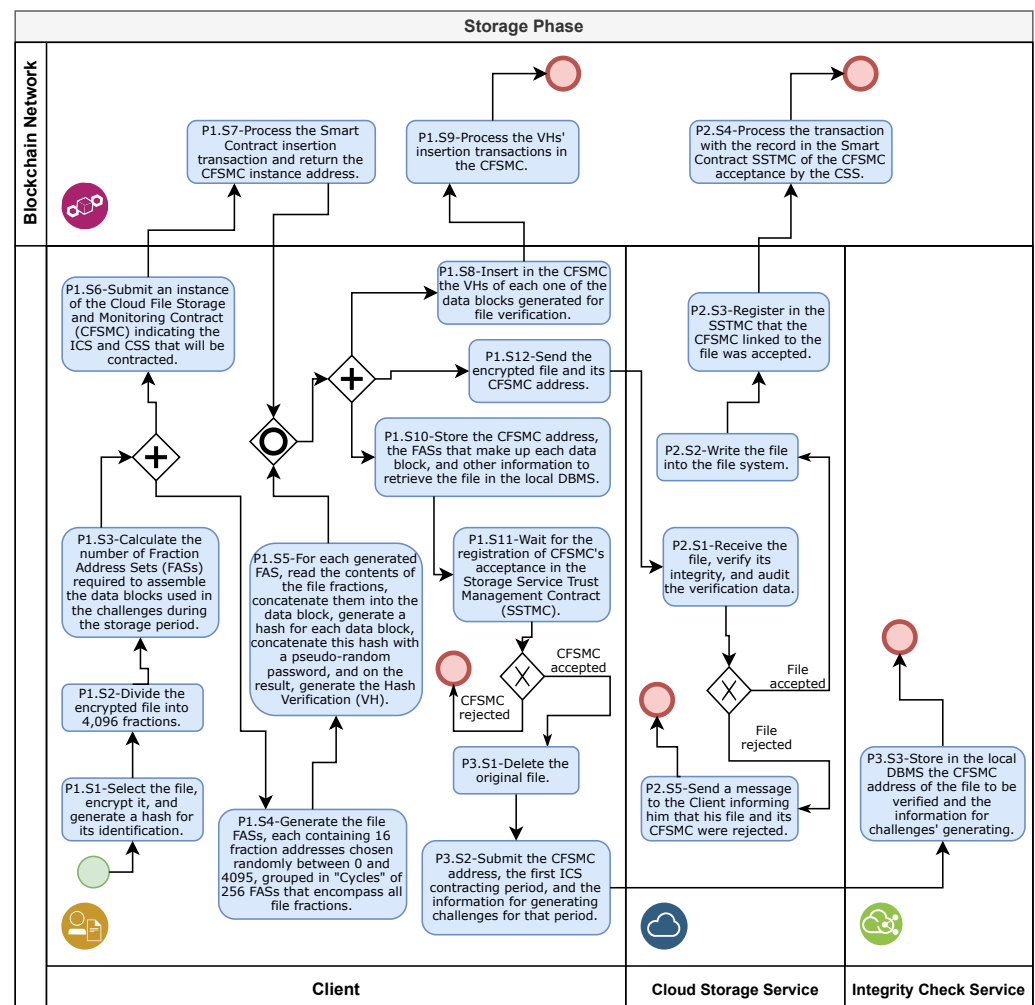 Storage Phase
Blockchain Network
P1.S7-Process the Smart
Contract insertion
transaction and return the
CFSMC instance address.
P1.S9-Process the VHs'
insertion transactions in
the CFSMC.
P2.S4-Process the transaction
with the record in the Smart
Contract SSTMC of the CFSMC
acceptance by the CSS.
P1.S6-Submit an instance
of the Cloud File Storage
and Monitoring Contract
(CFSMC) indicating the
ICS and CSS that will be
contracted.
P1.S8-Insert in the CFSMC
the VHs of each one of the
data blocks generated for
file verification.
P1.S12-Send the
encrypted file and its
CFSMC address.
P2.S3-Register in the
SSTMC that the
CFSMC linked to the
file was accepted.
P1.S10-Store the CFSMC address,
the FASs that make up each data
block, and other information to
retrieve the file in the local DBMS.
P2.S2-Write the file
into the file system.
P1.S3-Calculate the
number of Fraction
Address Sets (FASs)
required to assemble
the data blocks used in
the challenges during
the storage period.
P1.S5-For each generated
FAS, read the contents of
the file fractions,
concatenate them into the
data block, generate a
hash for each data block,
concatenate this hash with
a pseudo-random
password, and on the
result, generate the Hash
Verification (VH).
P1.S11-Wait for the
registration of CFSMC's
acceptance in the
Storage Service Trust
Management Contract
(SSTMC).
P2.S1-Receive the
file, verify its
integrity, and audit
the verification data.
CFSMC
accepted
CFSMC
rejected
File
accepted
File
rejected
P1.S2-Divide the
encrypted file into
4,096 fractions.
P1.S1-Select the file,
encrypt it, and
generate a hash for
its identification.
P1.S4-Generate the file
FASs, each containing 16
fraction addresses chosen
randomly between 0 and
4095, grouped in "Cycles" of
256 FASs that encompass all
file fractions.
P3.S1-Delete the
original file.
P3.S2-Submit the CFSMC
address, the first ICS
contracting period, and the
information for generating
challenges for that period.
P2.S5-Send a message
to the Client informing
him that his file and its
CFSMC were rejected.
P3.S3-Store in the local
DBMS the CFSMC
address of the file to be
verified and the
information for
challenges' generating.
Client
Cloud Storage Service
Integrity Check Service